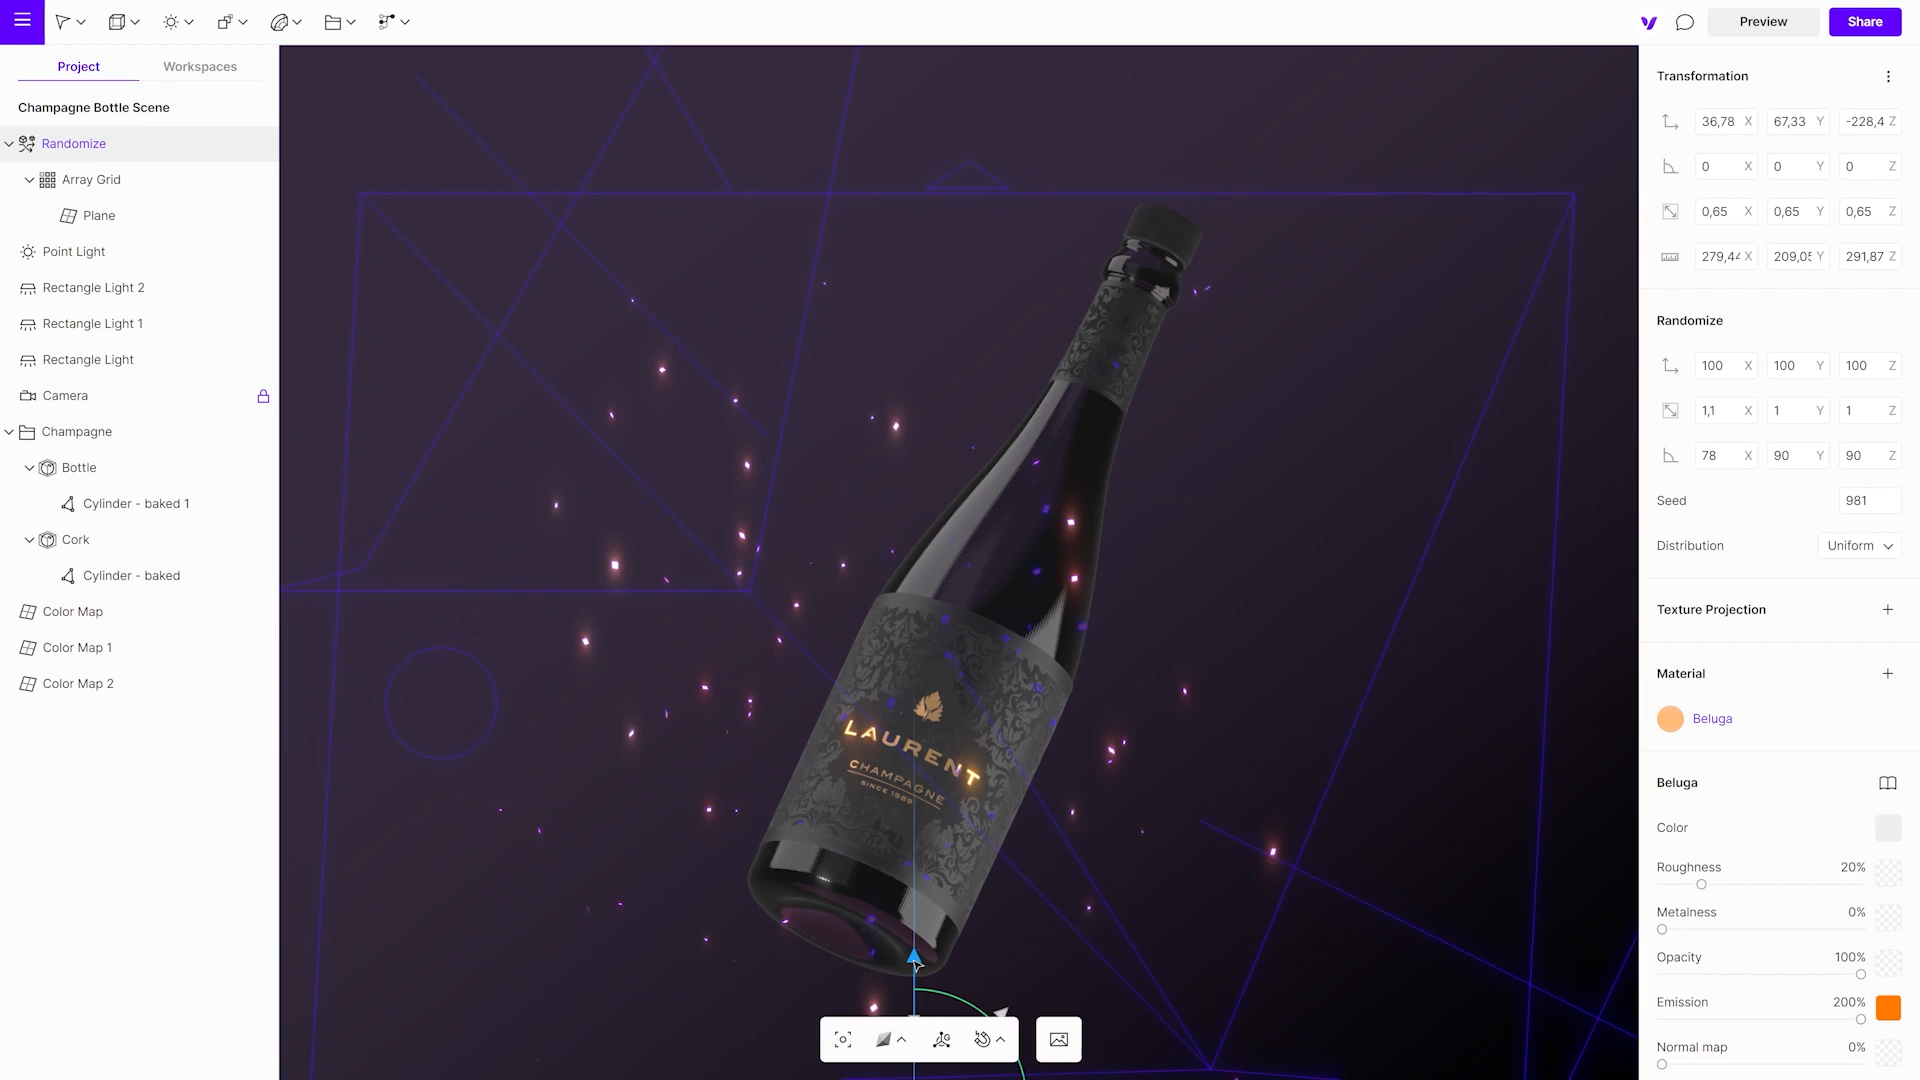 Preview
Share
Project
Workspaces
Champagne Bottle Scene
Randomize
Array Grid
Plane
Point Light
Rectangle Light 2
Rectangle Light 1
Rectangle Light
Camera
Champagne
Bottle
Cylinder - baked 1
Cork
Cylinder - baked
Color Map
Color Map 1
Color Map 2
LAURENT
CHAMPAGNE
SINCE 1989
Transformation
36,78 X 67,33 Y -228,4 Z
0 X 0 Y 0 Z
0,65 X 0,65 Y 0,65 Z
279,44 X 209,05 Y 291,87 Z
Randomize
100 X 100 Y 100 Z
1,1 X 1 Y 1 Z
78 X 90 Y 90 Z
Seed 981
Distribution Uniform
Texture Projection
Material
Beluga
Beluga
Color
Roughness 20%
Metalness 0%
Opacity 100%
Emission 200%
Normal map 0%